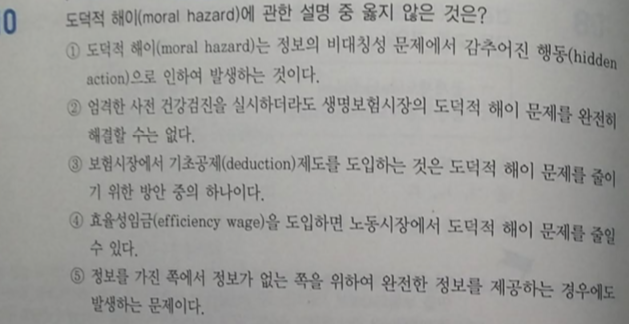 0 도덕적 해이(moral hazard)에 관한 설명 중 옳지 않은 것은?
① 도덕적 해이(moral hazard)는 정보의 비대칭성 문제에서 감추어진 행동(hidden
action)으로 인하여 발생하는 것이다.
② 엄격한 사전 건강검진을 실시하더라도 생명보험시장의 도덕적 해이 문제를 완전히
해결할 수는 없다.
③ 보험시장에서 기초공제(deduction)제도를 도입하는 것은 도덕적 해이 문제를 줄이
기 위한 방안 중의 하나이다.
④ 효율성임금(efficiency wage)을 도입하면 노동시장에서 도덕적 해이 문제를 줄일
수 있다.
⑤ 정보를 가진 쪽에서 정보가 없는 쪽을 위하여 완전한 정보를 제공하는 경우에도
발생하는 문제이다.